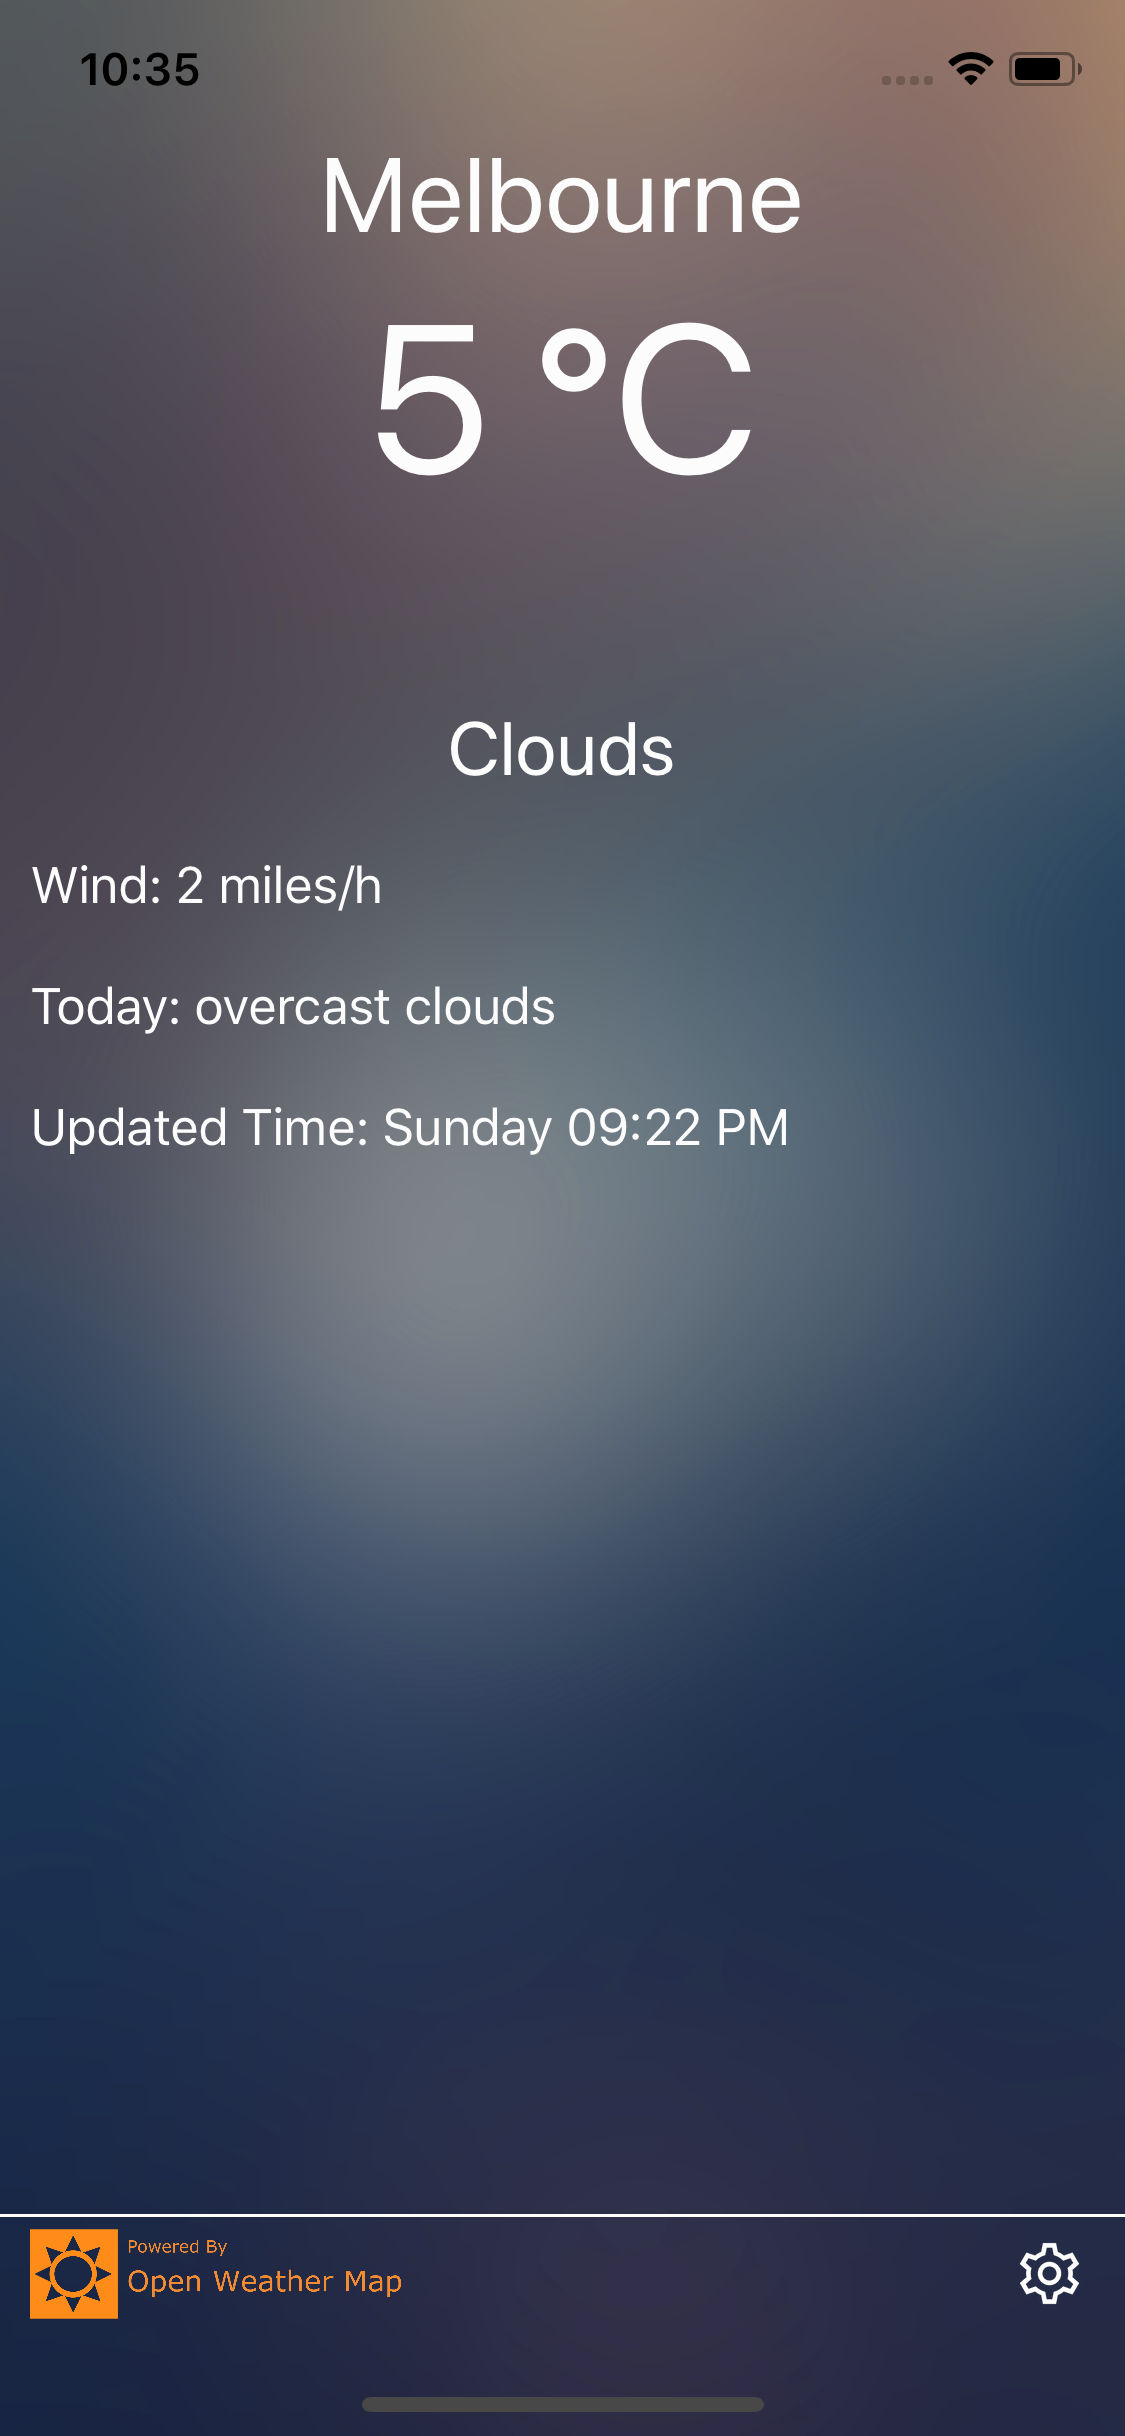 10:35
Melbourne
5 °C
Clouds
Wind: 2 miles/h
Today: overcast clouds
Updated Time: Sunday 09:22 PM
Powered By
Open Weather Map